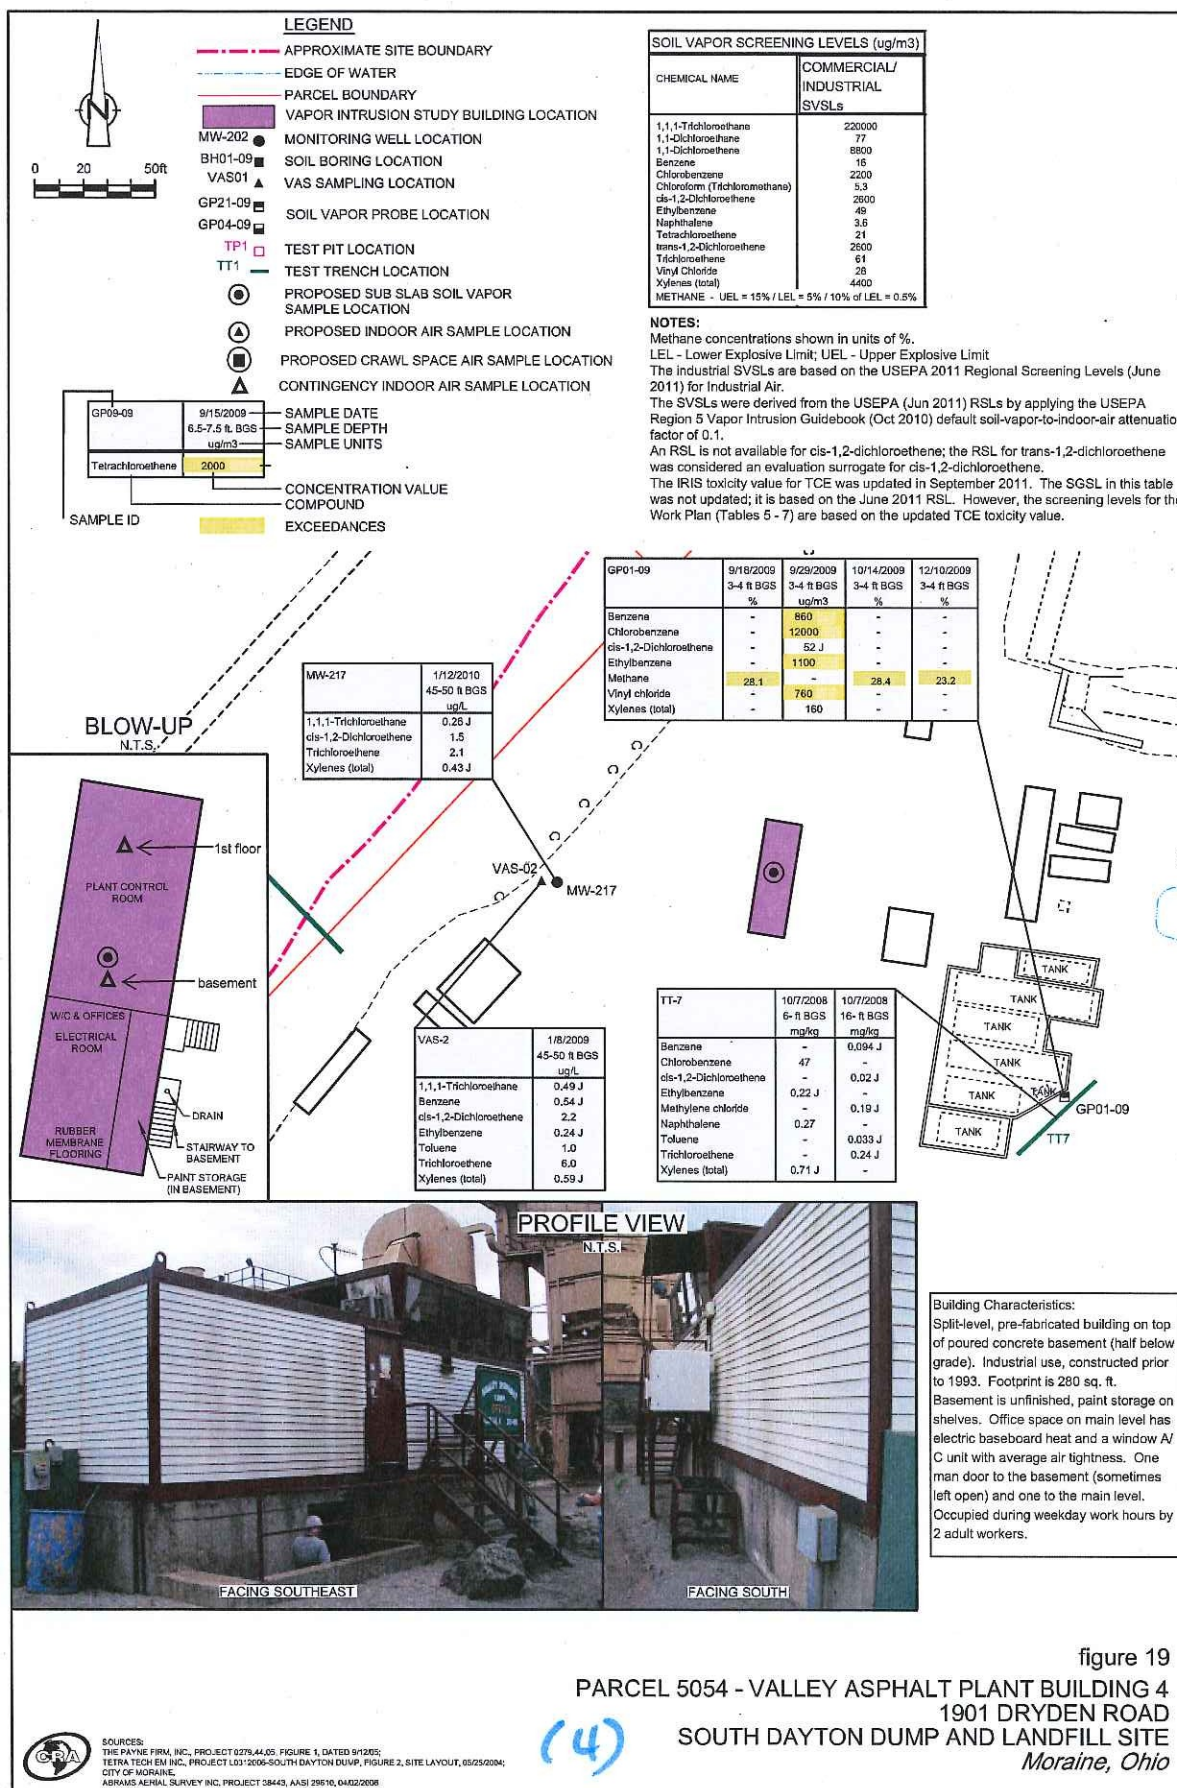 LEGEND
APPROXIMATE SITE BOUNDARY
EDGE OF WATER
PARCEL BOUNDARY
VAPOR INTRUSION STUDY BUILDING LOCATION
MW-202 MONITORING WELL LOCATION
BH01-09 SOIL BORING LOCATION
VAS01 VAS SAMPLING LOCATION
GP21-09
SOIL VAPOR PROBE LOCATION
GP04-09
TP1 TEST PIT LOCATION
TT1 TEST TRENCH LOCATION
PROPOSED SUB SLAB SOIL VAPOR
SAMPLE LOCATION
PROPOSED INDOOR AIR SAMPLE LOCATION
PROPOSED CRAWL SPACE AIR SAMPLE LOCATION
CONTINGENCY INDOOR AIR SAMPLE LOCATION
N
0 20 50ft
GP09-09 9/15/2009 SAMPLE DATE
6.5-7.5 ft. BGS SAMPLE DEPTH
ug/m3 SAMPLE UNITS
Tetrachloroethene 2000
CONCENTRATION VALUE
COMPOUND
SAMPLE ID
EXCEEDANCES
SOIL VAPOR SCREENING LEVELS (ug/m3)
CHEMICAL NAME COMMERCIAL/
INDUSTRIAL
SVSLs
1,1,1-Trichloroethane 220000
1,1-Dichloroethane 77
1,1-Dichloroethene 8800
Benzene 16
Chlorobenzene 2200
Chloroform (Trichloromethane) 5.3
cis-1,2-Dichloroethene 2600
Ethylbenzene 49
Naphthalene 3.6
Tetrachloroethene 21
trans-1,2-Dichloroethene 2600
Trichloroethene 61
Vinyl Chloride 28
Xylenes (total) 4400
METHANE - UEL = 15% / LEL = 5% / 10% of LEL = 0.5%
NOTES:
Methane concentrations shown in units of %.
LEL - Lower Explosive Limit; UEL - Upper Explosive Limit
The industrial SVSLs are based on the USEPA 2011 Regional Screening Levels (June
2011) for Industrial Air.
The SVSLs were derived from the USEPA (Jun 2011) RSLs by applying the USEPA
Region 5 Vapor Intrusion Guidebook (Oct 2010) default soil-vapor-to-indoor-air attenuatio
factor of 0.1.
An RSL is not available for cis-1,2-dichloroethene; the RSL for trans-1,2-dichloroethene
was considered an evaluation surrogate for cis-1,2-dichloroethene.
The IRIS toxicity value for TCE was updated in September 2011. The SGSL in this table
was not updated; it is based on the June 2011 RSL. However, the screening levels for the
Work Plan (Tables 5 - 7) are based on the updated TCE toxicity value.
GP01-09 9/18/2009 9/29/2009 10/14/2009 12/10/2009
3-4 ft BGS 3-4 ft BGS 3-4 ft BGS 3-4 ft BGS
% ug/m3 % %
Benzene - 860 - -
Chlorobenzene - 12000 - -
cis-1,2-Dichloroethene - 52 J - -
Ethylbenzene - 1100 - -
Methane 28.1 - 28.4 23.2
Vinyl chloride - 760 - -
Xylenes (total) - 160 - -
MW-217 1/12/2010
45-50 ft BGS
ug/L
1,1,1-Trichloroethane 0.28 J
cis-1,2-Dichloroethene 1.5
Trichloroethene 2.1
Xylenes (total) 0.43 J
BLOW-UP
N.T.S.
1st floor
PLANT CONTROL
ROOM
basement
W/C & OFFICES
ELECTRICAL
ROOM
DRAIN
STAIRWAY TO
BASEMENT
RUBBER
MEMBRANE
FLOORING
PAINT STORAGE
(IN BASEMENT)
C
C
C
C
C
VAS-02
MW-217
VAS-2 1/8/2009
45-50 ft BGS
ug/L
1,1,1-Trichloroethane 0.49 J
Benzene 0.54 J
cis-1,2-Dichloroethene 2.2
Ethylbenzene 0.24 J
Toluene 1.0
Trichloroethene 6.0
Xylenes (total) 0.59 J
TT-7 10/7/2008 10/7/2008
6- ft BGS 16- ft BGS
mg/kg mg/kg
Benzene - 0.094 J
Chlorobenzene 47 -
cis-1,2-Dichloroethene - 0.02 J
Ethylbenzene 0.22 J -
Methylene chloride - 0.19 J
Naphthalene 0.27 -
Toluene - 0.033 J
Trichloroethene - 0.24 J
Xylenes (total) 0.71 J -
TANK
TANK
TANK
TANK
TANK
TANK
TANK
GP01-09
TT7
PROFILE VIEW
N.T.S.
FACING SOUTHEAST
FACING SOUTH
Building Characteristics:
Split-level, pre-fabricated building on top
of poured concrete basement (half below
grade). Industrial use, constructed prior
to 1993. Footprint is 280 sq. ft.
Basement is unfinished, paint storage on
shelves. Office space on main level has
electric baseboard heat and a window A/
C unit with average air tightness. One
man door to the basement (sometimes
left open) and one to the main level.
Occupied during weekday work hours by
2 adult workers.
figure 19
PARCEL 5054 - VALLEY ASPHALT PLANT BUILDING 4
1901 DRYDEN ROAD
SOUTH DAYTON DUMP AND LANDFILL SITE
Moraine, Ohio
(4)
CRA
SOURCES:
THE PAYNE FIRM, INC., PROJECT 0279.44.05, FIGURE 1, DATED 9/12/05;
TETRA TECH EM INC., PROJECT L0312006-SOUTH DAYTON DUMP, FIGURE 2, SITE LAYOUT, 05/25/2004;
CITY OF MORAINE,
ABRAMS AERIAL SURVEY INC, PROJECT 38443, AASI 29610, 04/02/2008